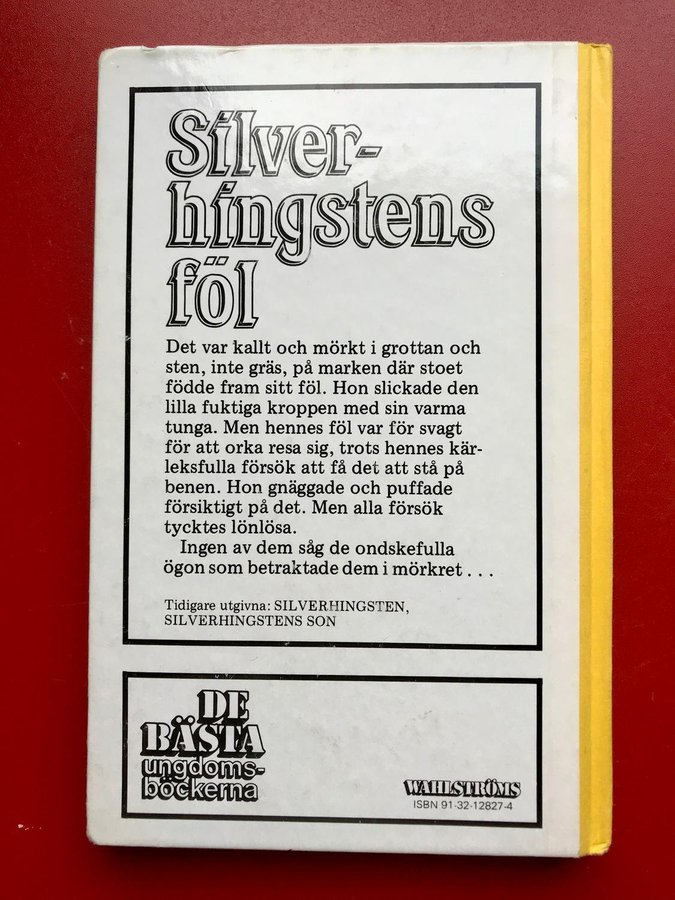 Silver-
hingstens
föl
Det var kallt och mörkt i grottan och
sten, inte gräs, på marken där stoet
födde fram sitt föl. Hon slickade den
lilla fuktiga kroppen med sin varma
tunga. Men hennes föl var för svagt
för att orka resa sig, trots hennes kär-
leksfulla försök att få det att stå på
benen. Hon gnäggade och puffade
försiktigt på det. Men alla försök
tycktes lönlösa.
Ingen av dem såg de ondskefulla
ögon som betraktade dem i mörkret . . .
Tidigare utgivna: SILVERHINGSTEN,
SILVERHINGSTENS SON
DE
BÄSTA
ungdoms-
böckerna
WAHLSTRÖMS
ISBN 91-32-12827-4